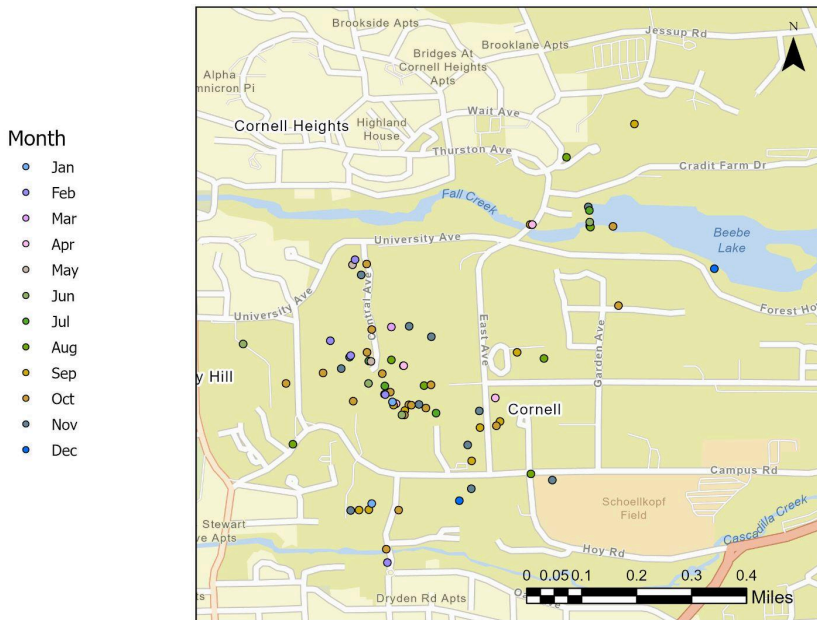 Month
Jan
Feb
Mar
Apr
May
Jun
Jul
Aug
Sep
Oct
Nov
Dec
Brookside Apts
Jessup Rd
N
Bridges At
Cornell Heights
Apts
Brooklane Apts
Alpha
mnicron Pi
Wait Ave
Highland
House
Cornell Heights
Thurston Ave
Cradit Farm Dr
Fall Creek
University Ave
Beebe
Lake
University Ave
Central Ave
East Ave
Garden Ave
Forest Ho
y Hill
Cornell
Campus Rd
Schoellkopf
Field
Stewart
ve Apts
Cascadilla Creek
Hoy Rd
0 0.05 0.1 0.2 0.3 0.4
Miles
Dryden Rd Apts